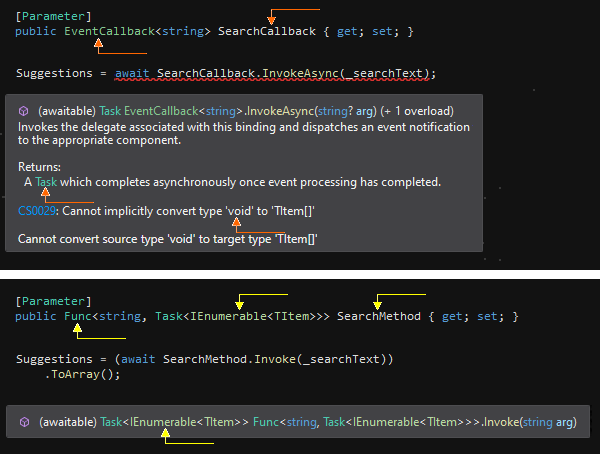 [Parameter]
public EventCallback<string> SearchCallback { get; set; }
Suggestions = await SearchCallback.InvokeAsync(_searchText);
(awaitable) Task EventCallback<string>.InvokeAsync(string? arg) (+ 1 overload)
Invokes the delegate associated with this binding and dispatches an event notification
to the appropriate component.
Returns:
A Task which completes asynchronously once event processing has completed.
CS0029: Cannot implicitly convert type 'void' to 'TItem[]'
Cannot convert source type 'void' to target type 'TItem[]'
[Parameter]
public Func<string, Task<IEnumerable<TItem>>> SearchMethod { get; set; }
Suggestions = (await SearchMethod.Invoke(_searchText))
.ToArray();
(awaitable) Task<IEnumerable<TItem>> Func<string, Task<IEnumerable<TItem>>>.Invoke(string arg)